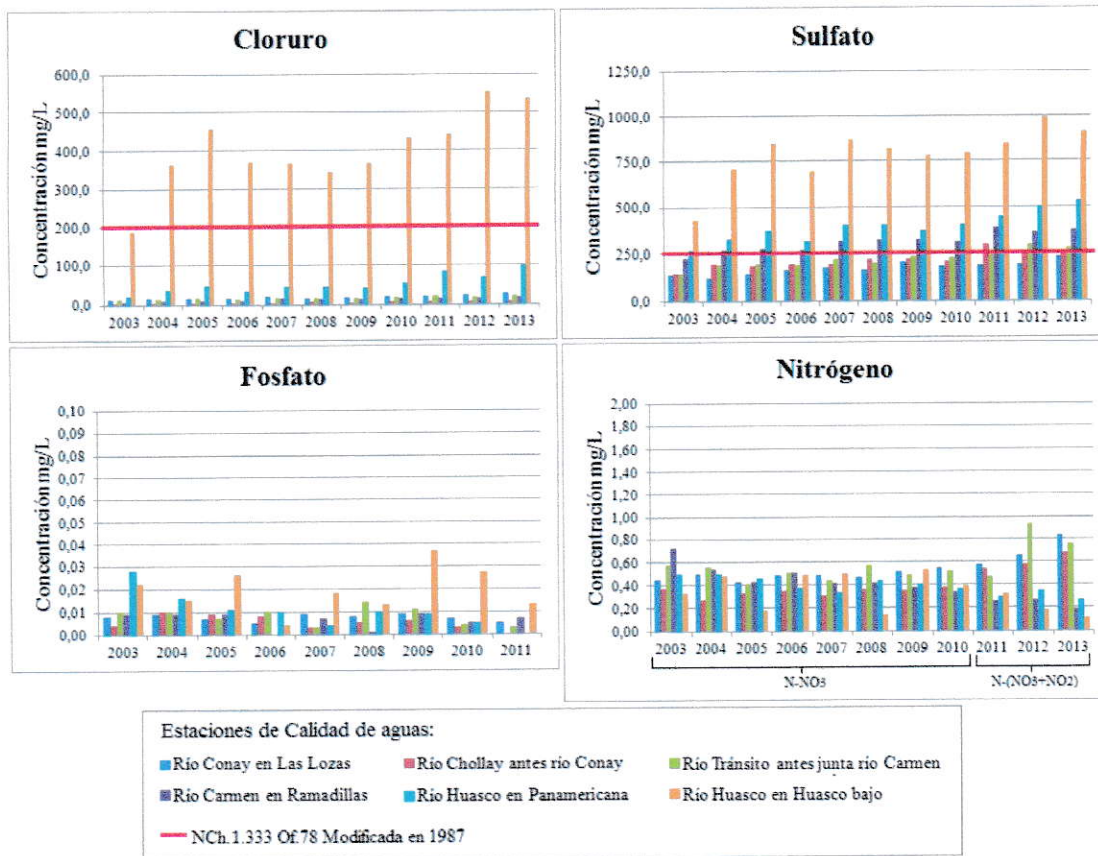 Cloruro
Concentración mg/L
600,0
500,0
400,0
300,0
200,0
100,0
0,0
2003 2004 2005 2006 2007 2008 2009 2010 2011 2012 2013
Sulfato
Concentración mg/L
1250,0
1000,0
750,0
500,0
250,0
0,0
2003 2004 2005 2006 2007 2008 2009 2010 2011 2012 2013
Fosfato
Concentración mg/L
0,10
0,09
0,08
0,07
0,06
0,05
0,04
0,03
0,02
0,01
0,00
2003 2004 2005 2006 2007 2008 2009 2010 2011
Nitrógeno
Concentración mg/L
2,00
1,80
1,60
1,40
1,20
1,00
0,80
0,60
0,40
0,20
0,00
2003 2004 2005 2006 2007 2008 2009 2010 2011 2012 2013
N-NO3 N-(NO3+NO2)
Estaciones de Calidad de aguas:
Río Conay en Las Lozas Río Chollay antes río Conay Río Tránsito antes junta río Carmen
Río Carmen en Ramadillas Río Huasco en Panamericana Río Huasco en Huasco bajo
NCh.1.333 Of.78 Modificada en 1987